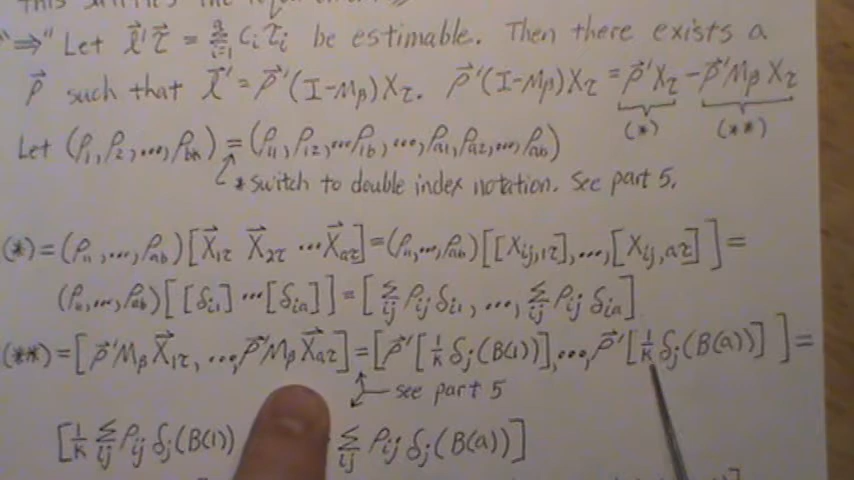 "⇒" Let l⃗'τ⃗ = Σ_{i=1}^{a} c_i τ_i be estimable. Then there exists a
ρ⃗ such that l⃗' = ρ⃗'(I-M_β)X_τ. ρ⃗'(I-M_β)X_τ = ρ⃗'X_τ - ρ⃗'M_β X_τ
(*) (**)
Let (ρ_1, ρ_2, ..., ρ_bk) = (ρ_11, ρ_12, ... ρ_1b, ..., ρ_a1, ρ_a2, ..., ρ_ab)
*switch to double index notation. See part 5.
(*) = (ρ_11, ..., ρ_ab)[X⃗_1τ X⃗_2τ ... X⃗_aτ] = (ρ_11, ..., ρ_ab)[[X_ij,1τ], ..., [X_ij,aτ]] =
(ρ_11, ..., ρ_ab)[[δ_i1] ... [δ_ia]] = [Σ_ij ρ_ij δ_i1, ..., Σ_ij ρ_ij δ_ia]
(**) = [ρ⃗'M_β X⃗_1τ, ..., ρ⃗'M_β X⃗_aτ] = [ρ⃗'[1/k δ_j(B(1))], ..., ρ⃗'[1/k δ_j(B(a))]] =
see part 5
[1/k Σ_ij ρ_ij δ_j(B(1)) Σ_ij ρ_ij δ_j(B(a))]